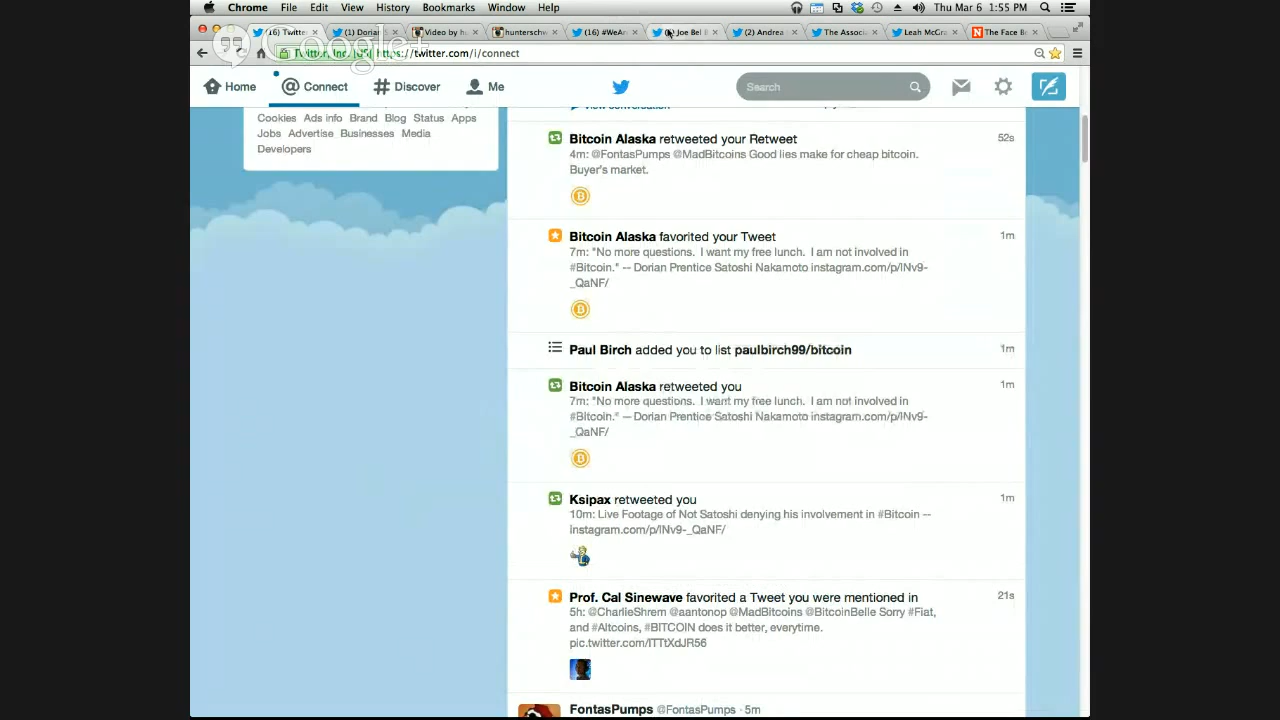 Chrome File Edit View History Bookmarks Window Help Thu Mar 6 1:55 PM
(16) Twitter (1) Dorian Video by h huntersch (16) #WeAn Joe Bel (2) Andrea The Associ Leah McGra The Face B
Google+
Twitter, Inc. [US] https://twitter.com/i/connect
Home @ Connect # Discover Me Search
Cookies Ads info Brand Blog Status Apps
Jobs Advertise Businesses Media
Developers
View conversation
Bitcoin Alaska retweeted your Retweet 52s
4m: @FontasPumps @MadBitcoins Good lies make for cheap bitcoin.
Buyer's market.
Bitcoin Alaska favorited your Tweet 1m
7m: "No more questions. I want my free lunch. I am not involved in
#Bitcoin." -- Dorian Prentice Satoshi Nakamoto instagram.com/p/lNv9-
_QaNF/
Paul Birch added you to list paulbirch99/bitcoin 1m
Bitcoin Alaska retweeted you 1m
7m: "No more questions. I want my free lunch. I am not involved in
#Bitcoin." -- Dorian Prentice Satoshi Nakamoto instagram.com/p/lNv9-
_QaNF/
Ksipax retweeted you 1m
10m: Live Footage of Not Satoshi denying his involvement in #Bitcoin --
instagram.com/p/lNv9-_QaNF/
Prof. Cal Sinewave favorited a Tweet you were mentioned in 21s
5h: @CharlieShrem @aantonop @MadBitcoins @BitcoinBelle Sorry #Fiat,
and #Altcoins, #BITCOIN does it better, everytime.
pic.twitter.com/lTTtXdJR56
FontasPumps @FontasPumps · 5m